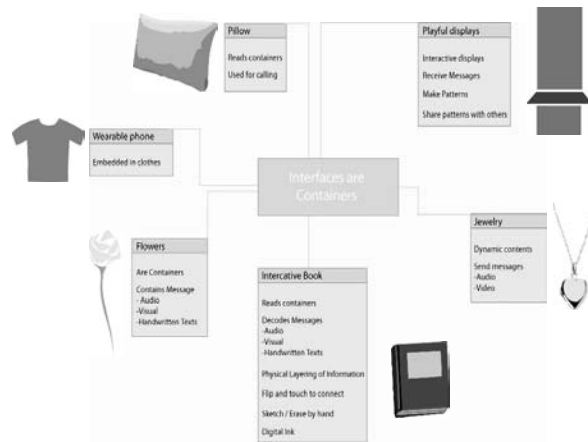 Pillow
Reads containers
Used for calling
Playful displays
Interactive displays
Receive Messages
Make Patterns
Share patterns with others
Wearable phone
Embedded in clothes
Interfaces are
Containers
Flowers
Are Containers
Contains Message
- Audio
-Visual
-Handwritten Texts
Intercative Book
Reads containers
Decodes Messages
-Audio
-Visual
-Handwritten Texts
Physical Layering of Information
Flip and touch to connect
Sketch / Erase by hand
Digital Ink
Jewelry
Dynamic contents
Send messages
-Audio
-Video